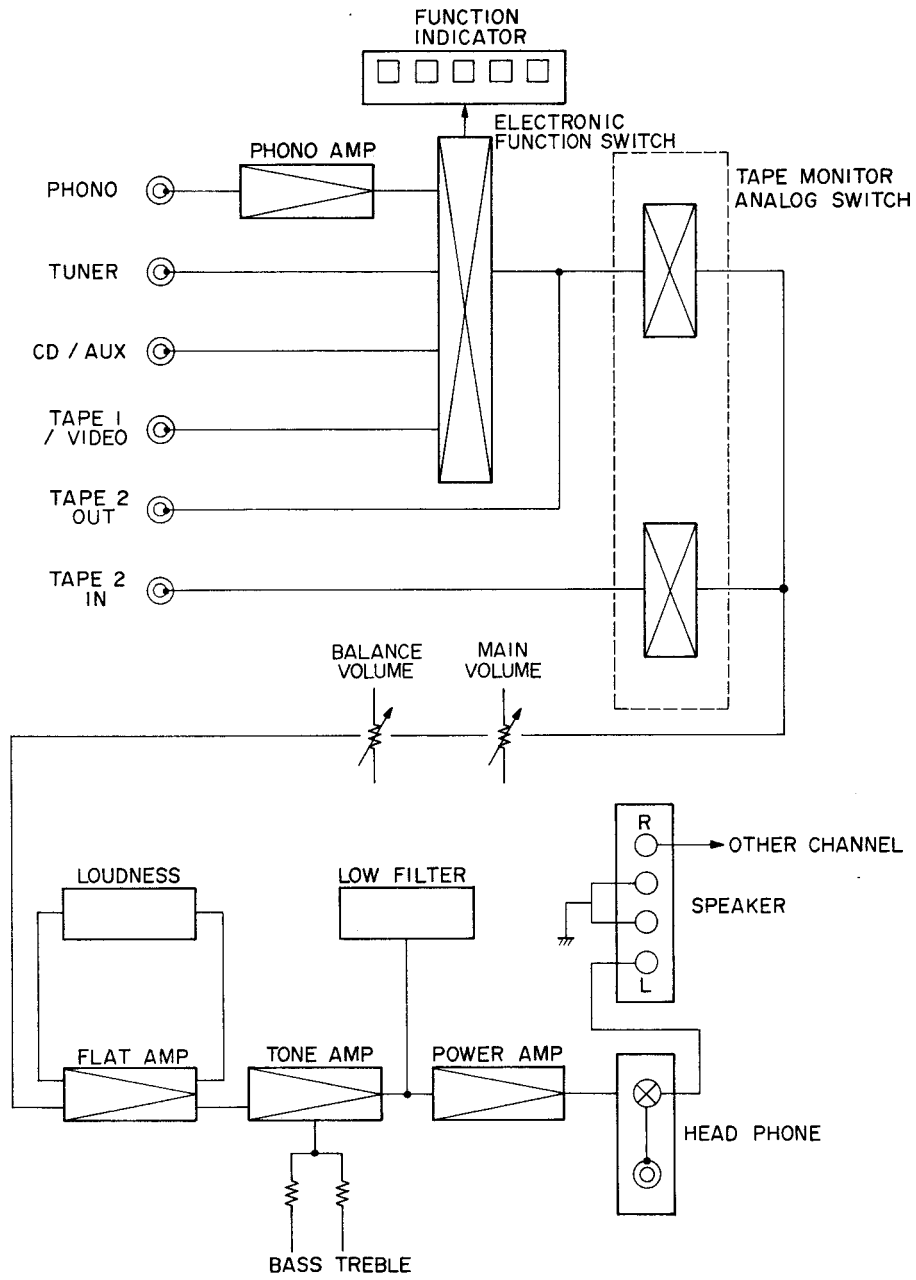 FUNCTION
INDICATOR
ELECTRONIC
FUNCTION SWITCH
PHONO AMP
TAPE MONITOR
ANALOG SWITCH
PHONO
TUNER
CD / AUX
TAPE 1
/ VIDEO
TAPE 2
OUT
TAPE 2
IN
BALANCE
VOLUME
MAIN
VOLUME
R
OTHER CHANNEL
LOUDNESS
LOW FILTER
SPEAKER
L
FLAT AMP
TONE AMP
POWER AMP
HEAD PHONE
BASS TREBLE